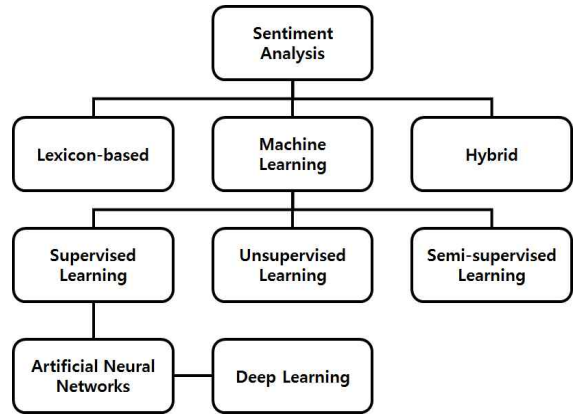 Sentiment
Analysis
Lexicon-based
Machine
Learning
Hybrid
Supervised
Learning
Unsupervised
Learning
Semi-supervised
Learning
Artificial Neural
Networks
Deep Learning